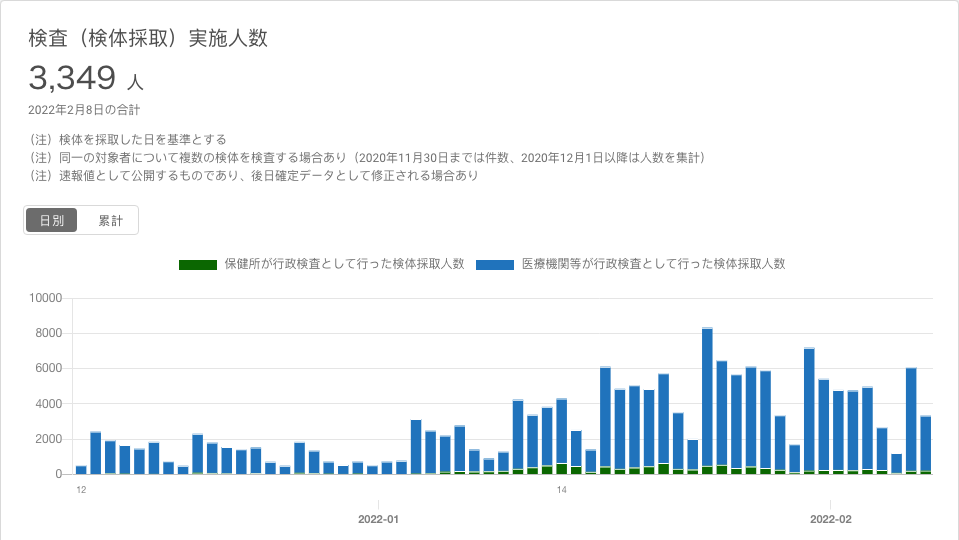 検査（検体採取）実施人数
3,349 人
2022年2月8日の合計
（注）検体を採取した日を基準とする
（注）同一の対象者について複数の検体を検査する場合あり（2020年11月30日までは件数、2020年12月1日以降は人数を集計）
（注）速報値として公開するものであり、後日確定データとして修正される場合あり
日別 累計
保健所が行政検査として行った検体採取人数 医療機関等が行政検査として行った検体採取人数
10000
8000
6000
4000
2000
0
12 14
2022-01 2022-02